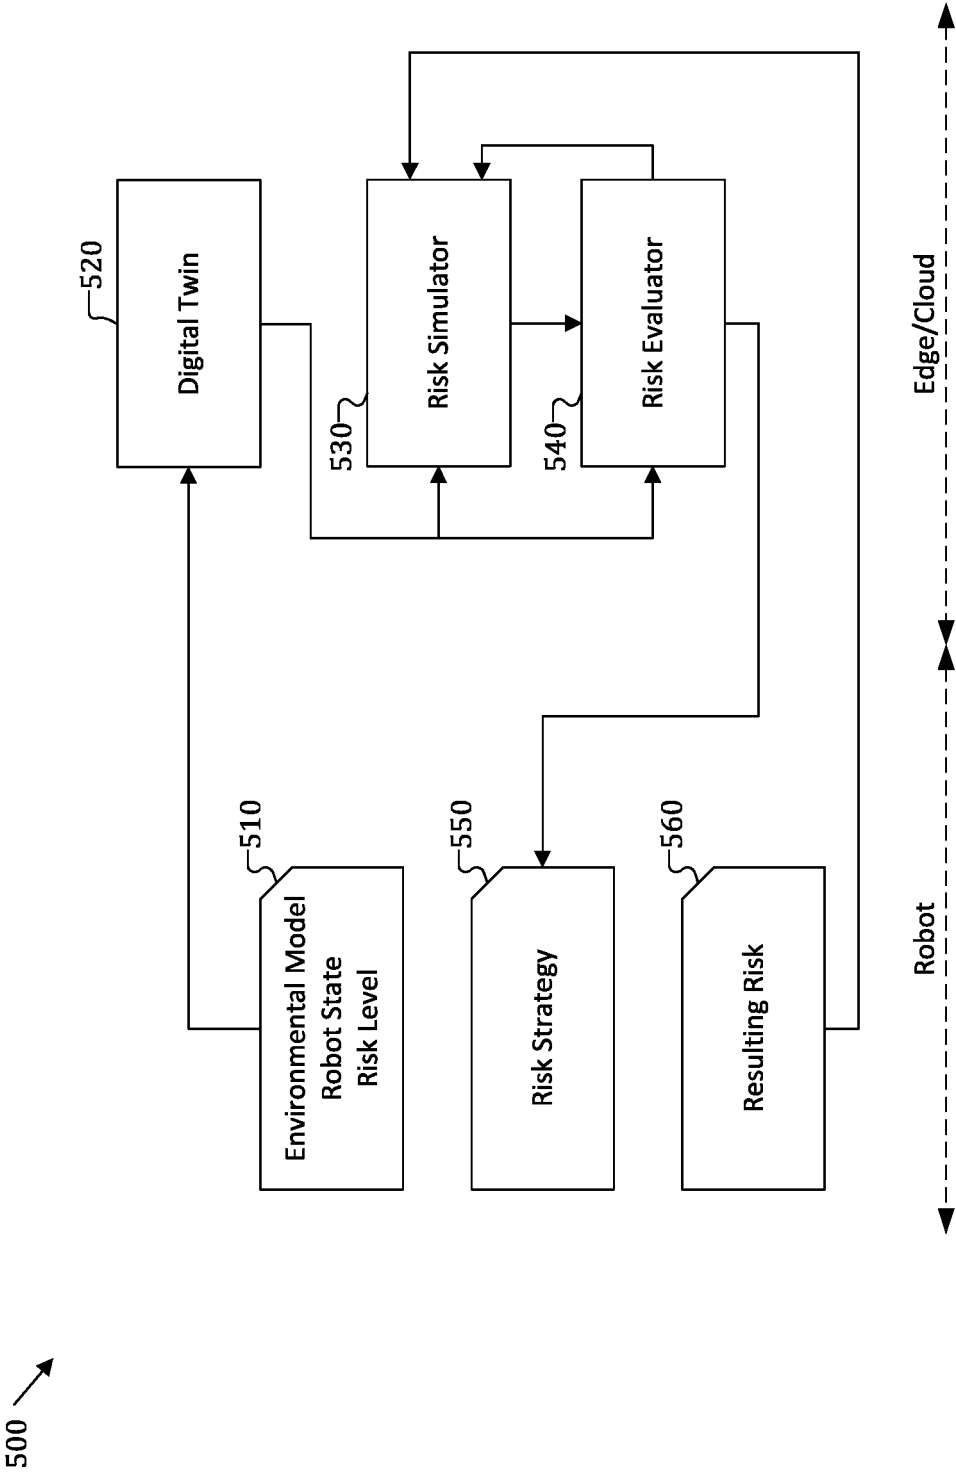 500
510
Environmental Model
Robot State
Risk Level
520
Digital Twin
530
Risk Simulator
540
Risk Evaluator
550
Risk Strategy
560
Resulting Risk
Robot
Edge/Cloud